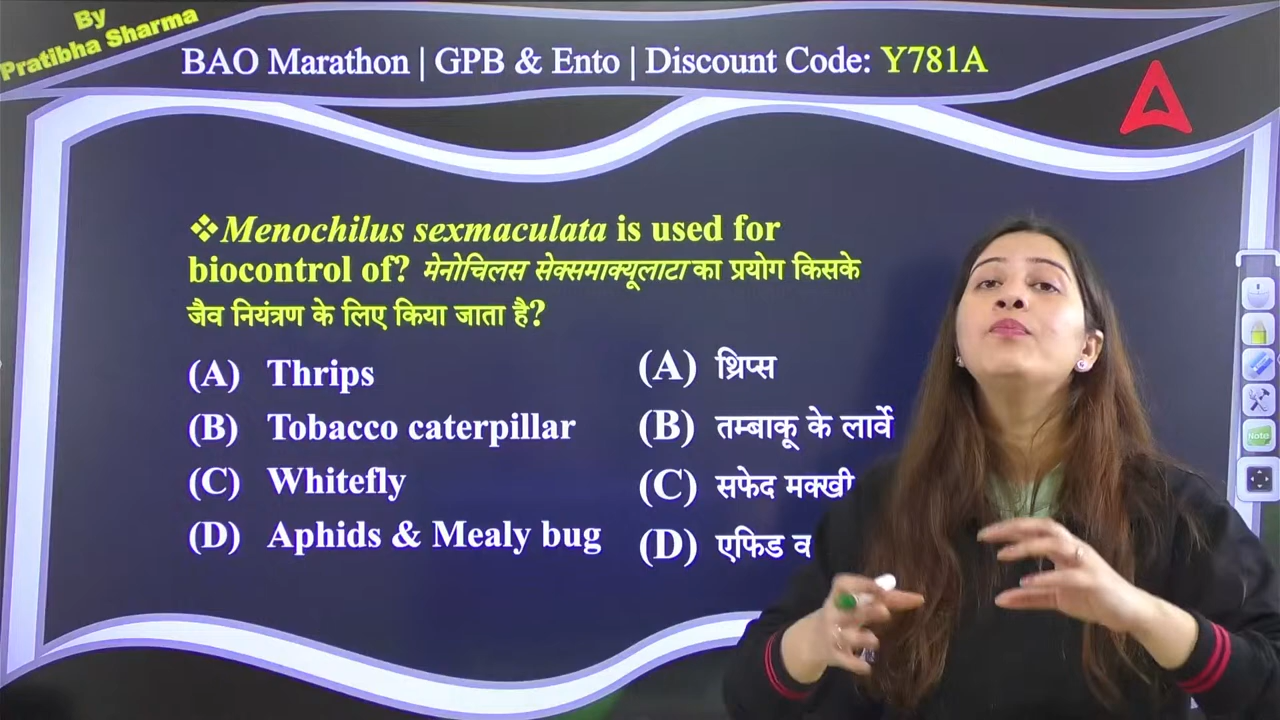 By
Pratibha Sharma
BAO Marathon | GPB & Ento | Discount Code: Y781A
❖Menochilus sexmaculata is used for
biocontrol of? मेनोचिलस सेक्समाक्यूलाटा का प्रयोग किसके
जैव नियंत्रण के लिए किया जाता है?
(A) Thrips
(B) Tobacco caterpillar
(C) Whitefly
(D) Aphids & Mealy bug
(A) थ्रिप्स
(B) तम्बाकू के लार्वे
(C) सफेद मक्खी
(D) एफिड व
Note